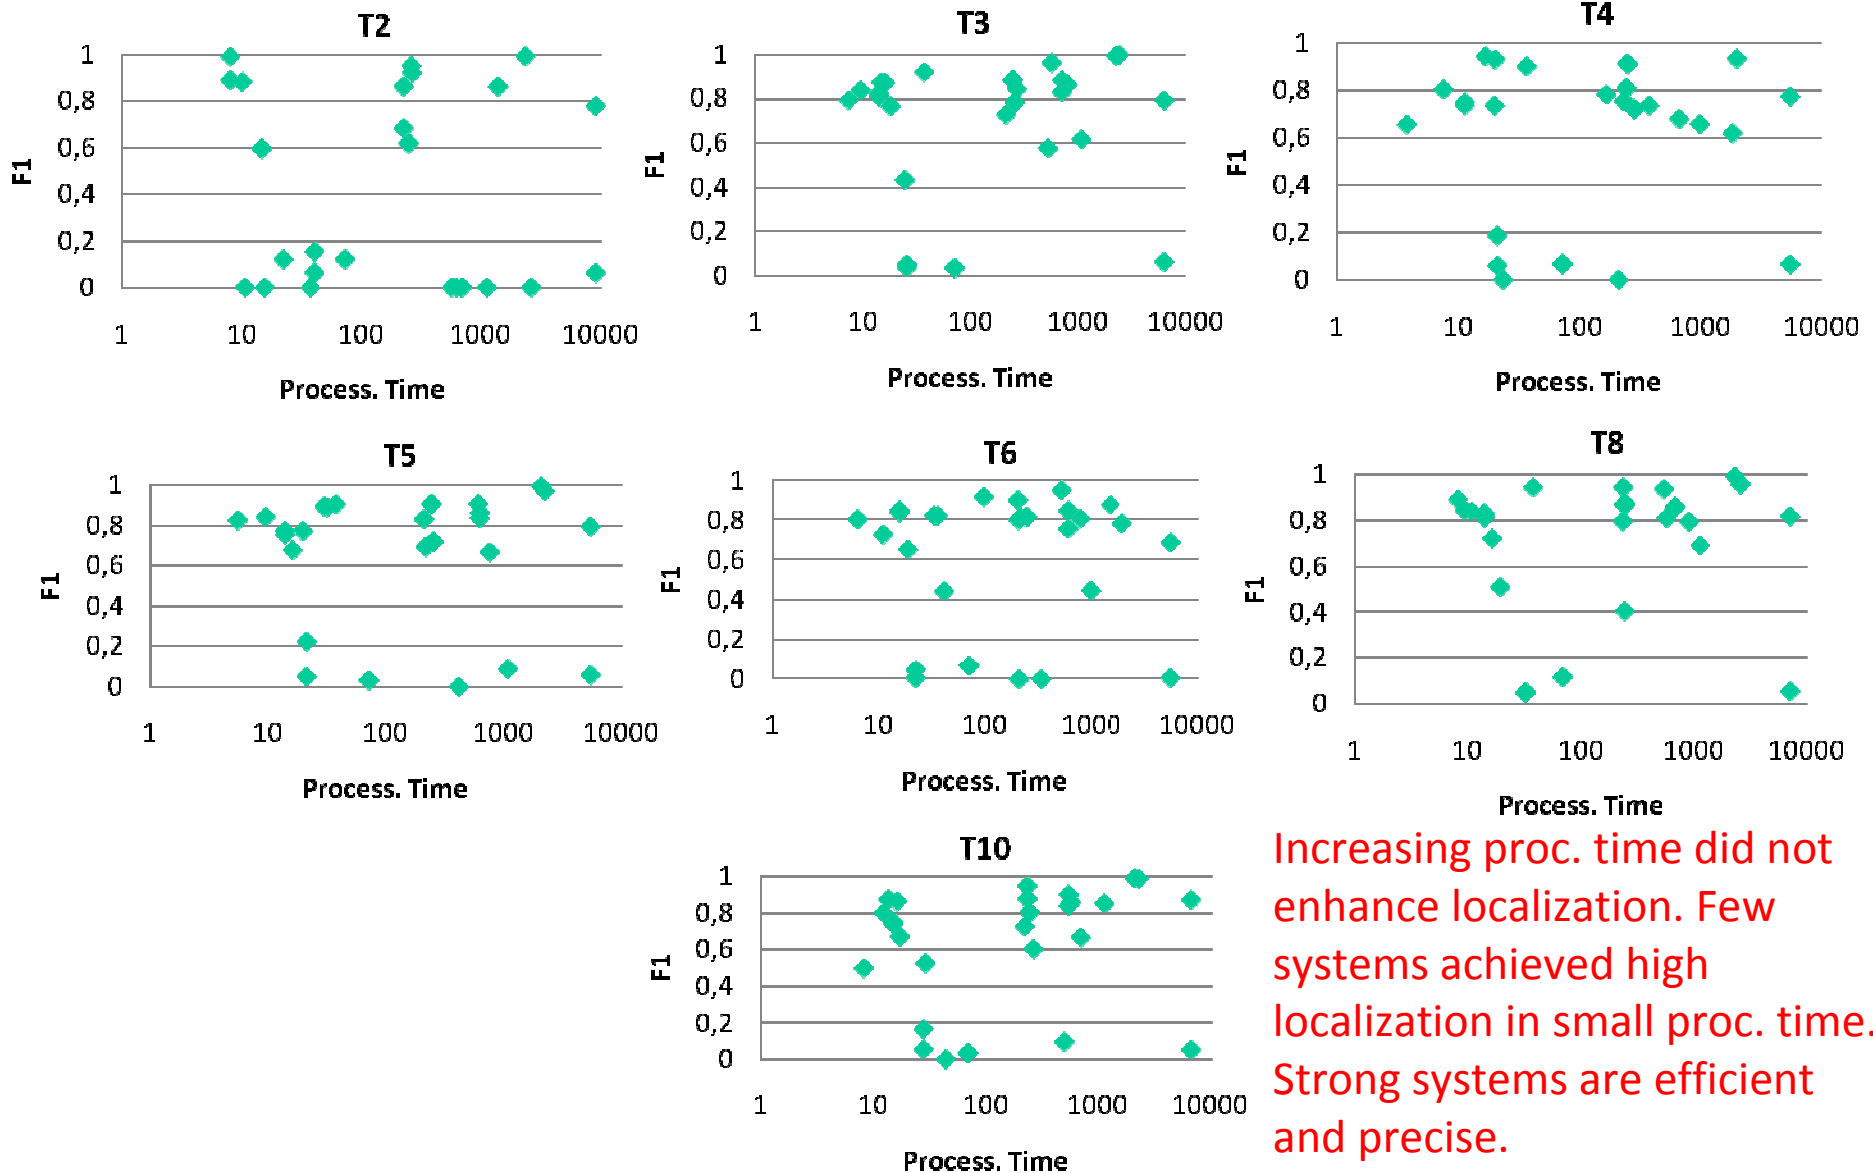 T2
1
0,8
0,6
0,4
0,2
0
F1
1 10 100 1000 10000
Process. Time
T3
1
0,8
0,6
0,4
0,2
0
F1
1 10 100 1000 10000
Process. Time
T4
1
0,8
0,6
0,4
0,2
0
F1
1 10 100 1000 10000
Process. Time
T5
1
0,8
0,6
0,4
0,2
0
F1
1 10 100 1000 10000
Process. Time
T6
1
0,8
0,6
0,4
0,2
0
F1
1 10 100 1000 10000
Process. Time
T8
1
0,8
0,6
0,4
0,2
0
F1
1 10 100 1000 10000
Process. Time
T10
1
0,8
0,6
0,4
0,2
0
F1
1 10 100 1000 10000
Process. Time
Increasing proc. time did not
enhance localization. Few
systems achieved high
localization in small proc. time.
Strong systems are efficient
and precise.